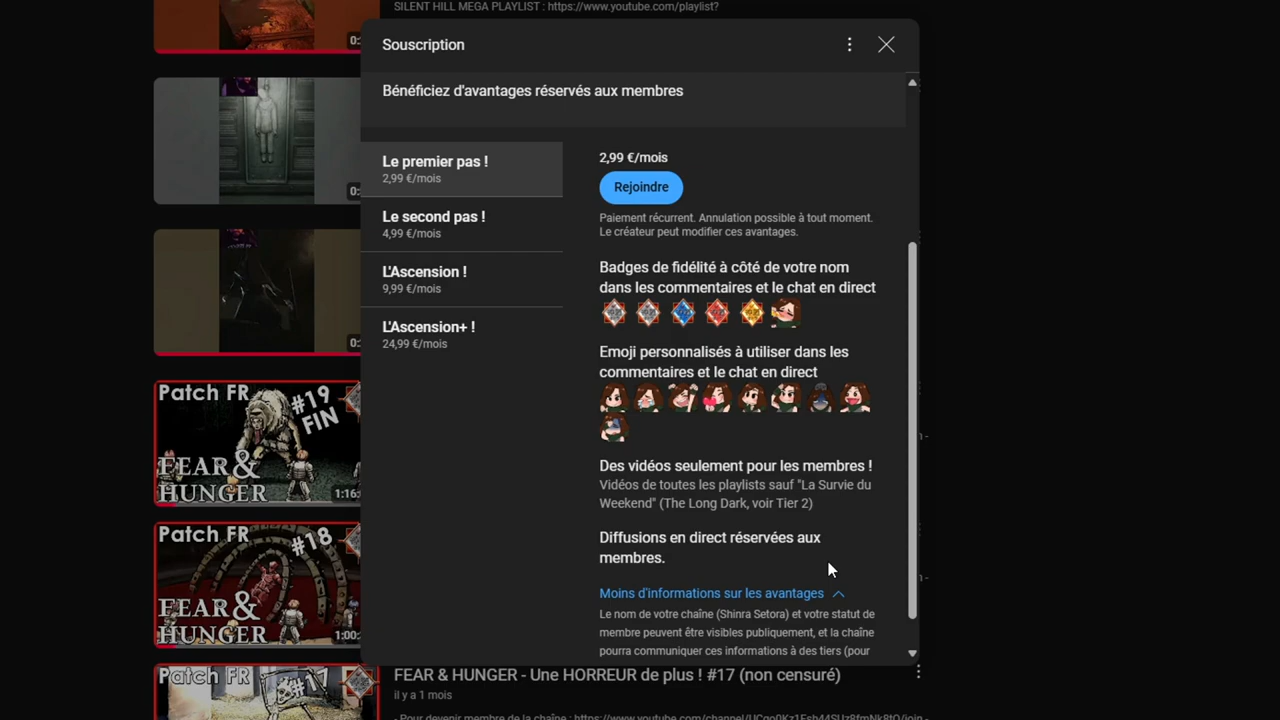 SILENT HILL MEGA PLAYLIST : https://www.youtube.com/playlist?
Souscription
Bénéficiez d'avantages réservés aux membres
Le premier pas !
2,99 €/mois
Le second pas !
4,99 €/mois
L'Ascension !
9,99 €/mois
L'Ascension+ !
24,99 €/mois
2,99 €/mois
Rejoindre
Paiement récurrent. Annulation possible à tout moment.
Le créateur peut modifier ces avantages.
Badges de fidélité à côté de votre nom
dans les commentaires et le chat en direct
Emoji personnalisés à utiliser dans les
commentaires et le chat en direct
Des vidéos seulement pour les membres !
Vidéos de toutes les playlists sauf "La Survie du
Weekend" (The Long Dark, voir Tier 2)
Diffusions en direct réservées aux
membres.
Moins d'informations sur les avantages
Le nom de votre chaîne (Shinra Setora) et votre statut de
membre peuvent être visibles publiquement, et la chaîne
pourra communiquer ces informations à des tiers (pour
Patch FR
#19
FIN
FEAR &
HUNGER
1:16:
Patch FR
#18
FEAR &
HUNGER
1:00:
Patch FR
#17
FEAR & HUNGER - Une HORREUR de plus ! #17 (non censuré)
il y a 1 mois
- Pour devenir membre de la chaîne :